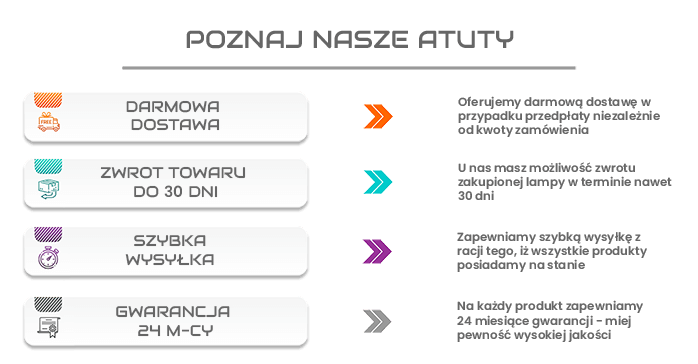 POZNAJ NASZE ATUTY
FREE
DARMOWA
DOSTAWA
Oferujemy darmową dostawę w
przypadku przedpłaty niezależnie
od kwoty zamówienia
ZWROT TOWARU
DO 30 DNI
U nas masz możliwość zwrotu
zakupionej lampy w terminie nawet
30 dni
SZYBKA
WYSYŁKA
Zapewniamy szybką wysyłkę z
racji tego, iż wszystkie produkty
posiadamy na stanie
GWARANCJA
24 M-CY
Na każdy produkt zapewniamy
24 miesiące gwarancji - miej
pewność wysokiej jakości